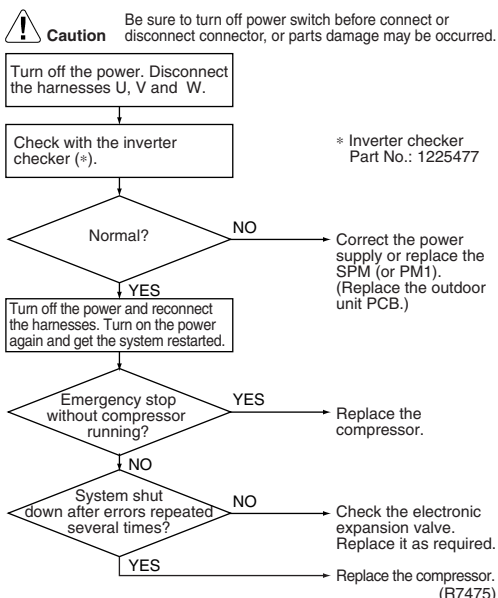 Caution
Be sure to turn off power switch before connect or
disconnect connector, or parts damage may be occurred.
Turn off the power. Disconnect
the harnesses U, V and W.
Check with the inverter
checker (*).
* Inverter checker
Part No.: 1225477
Normal?
NO
Correct the power
supply or replace the
SPM (or PM1).
(Replace the outdoor
unit PCB.)
YES
Turn off the power and reconnect
the harnesses. Turn on the power
again and get the system restarted.
Emergency stop
without compressor
running?
YES
Replace the
compressor.
NO
System shut
down after errors repeated
several times?
NO
Check the electronic
expansion valve.
Replace it as required.
YES
Replace the compressor.
(R7475)